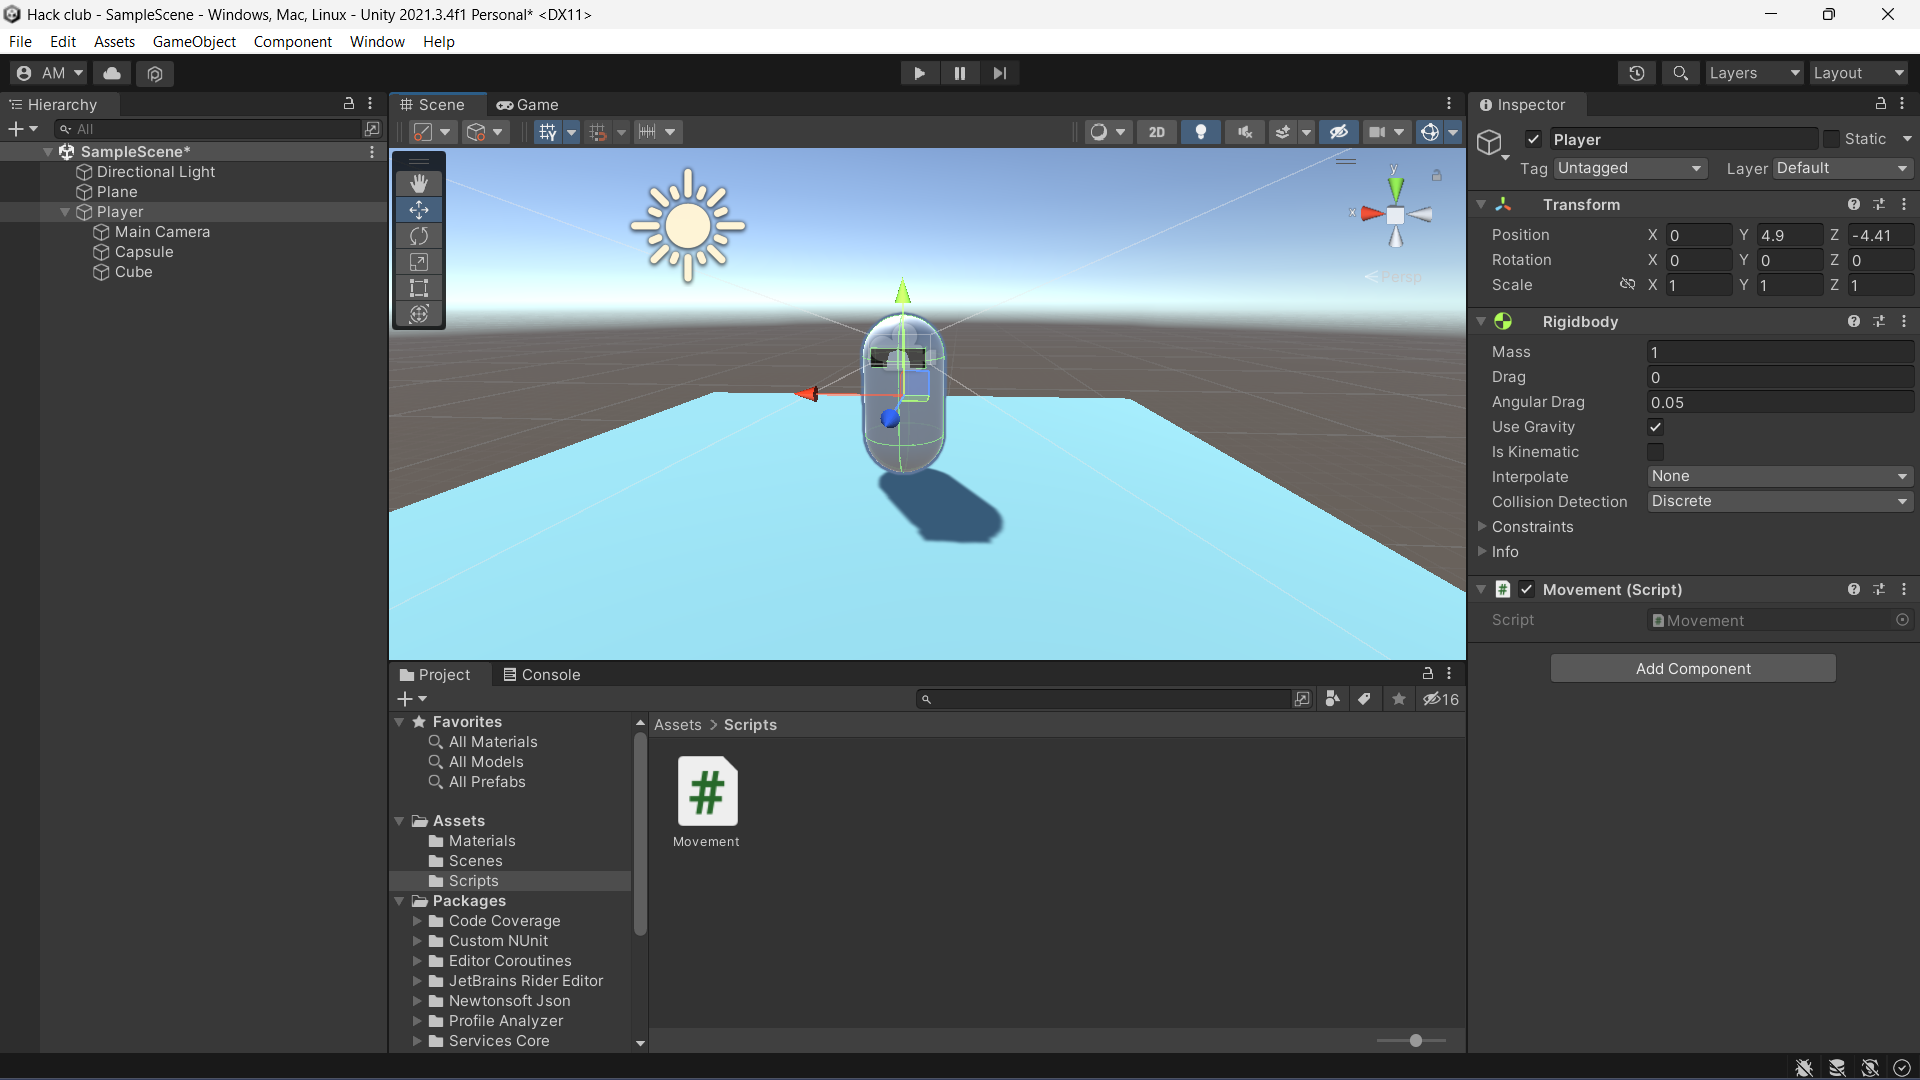 Hack club - SampleScene - Windows, Mac, Linux - Unity 2021.3.4f1 Personal* <DX11>
File Edit Assets GameObject Component Window Help
AM
Layers
Layout
Hierarchy
All
SampleScene*
Directional Light
Plane
Player
Main Camera
Capsule
Cube
Scene
Game
2D
y
x
Persp
Project
Console
16
Favorites
All Materials
All Models
All Prefabs
Assets
Materials
Scenes
Scripts
Packages
Code Coverage
Custom NUnit
Editor Coroutines
JetBrains Rider Editor
Newtonsoft Json
Profile Analyzer
Services Core
Assets > Scripts
#
Movement
Inspector
Player
Static
Tag Untagged
Layer Default
Transform
Position X 0 Y 4.9 Z -4.41
Rotation X 0 Y 0 Z 0
Scale X 1 Y 1 Z 1
Rigidbody
Mass 1
Drag 0
Angular Drag 0.05
Use Gravity
Is Kinematic
Interpolate None
Collision Detection Discrete
Constraints
Info
# Movement (Script)
Script Movement
Add Component